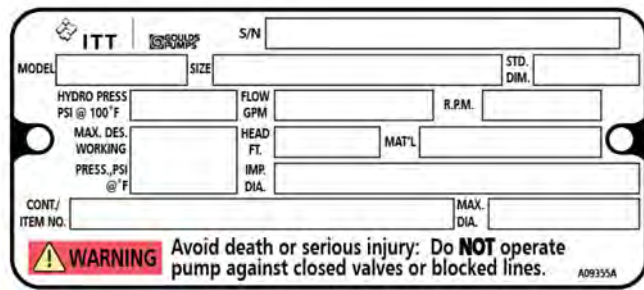 ITT GOULDS PUMPS S/N
MODEL SIZE STD. DIM.
HYDRO PRESS PSI @ 100°F FLOW GPM R.P.M.
MAX. DES. WORKING PRESS.,PSI @°F HEAD FT. MAT'L
IMP. DIA.
CONT./ ITEM NO. MAX. DIA.
WARNING Avoid death or serious injury: Do NOT operate
pump against closed valves or blocked lines.
A09355A